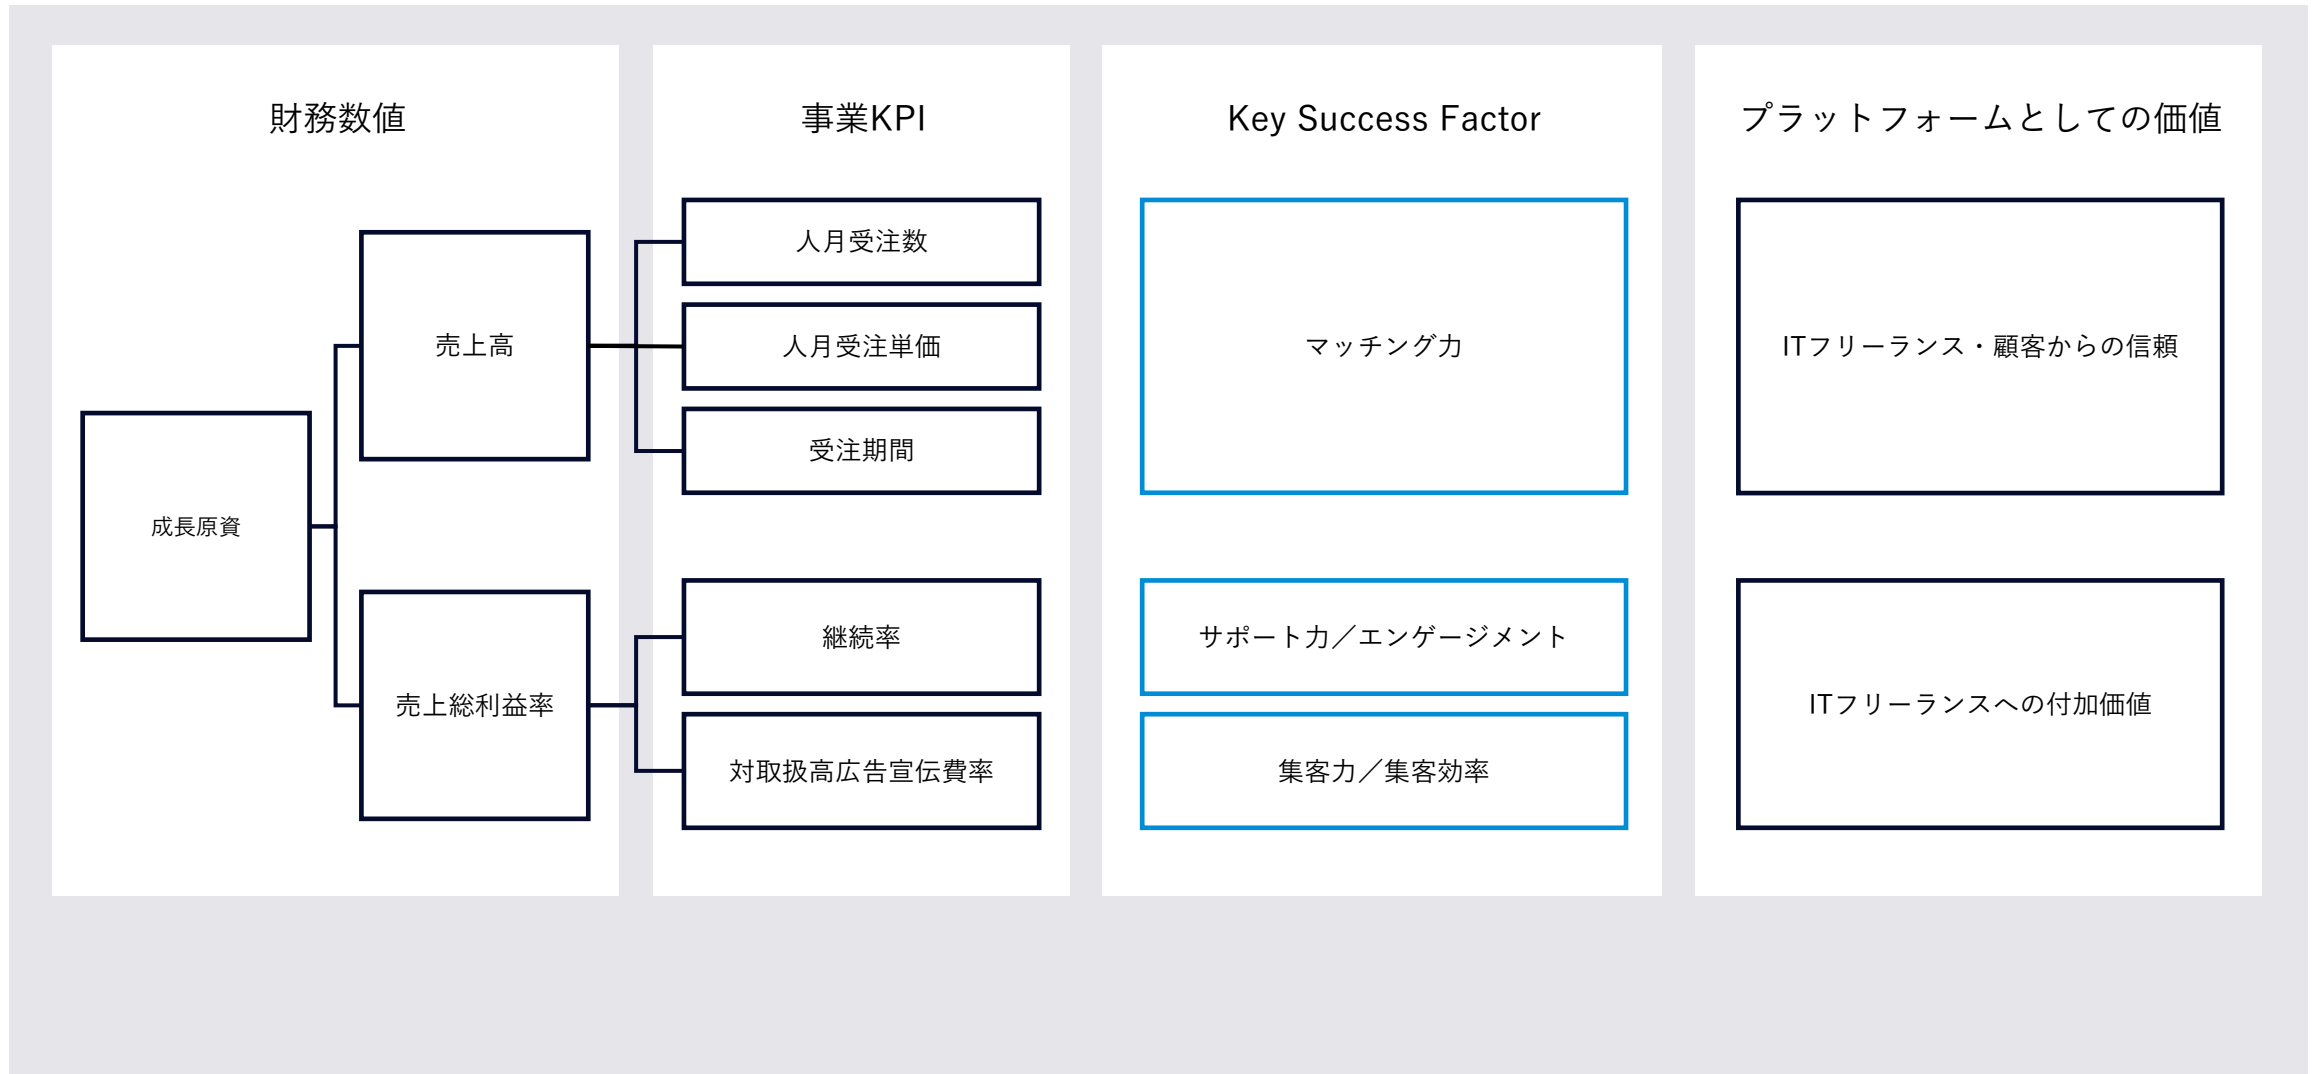 財務数値
事業KPI
Key Success Factor
プラットフォームとしての価値
成長原資
売上高
売上総利益率
人月受注数
人月受注単価
受注期間
継続率
対取扱高広告宣伝費率
マッチング力
サポート力／エンゲージメント
集客力／集客効率
ITフリーランス・顧客からの信頼
ITフリーランスへの付加価値